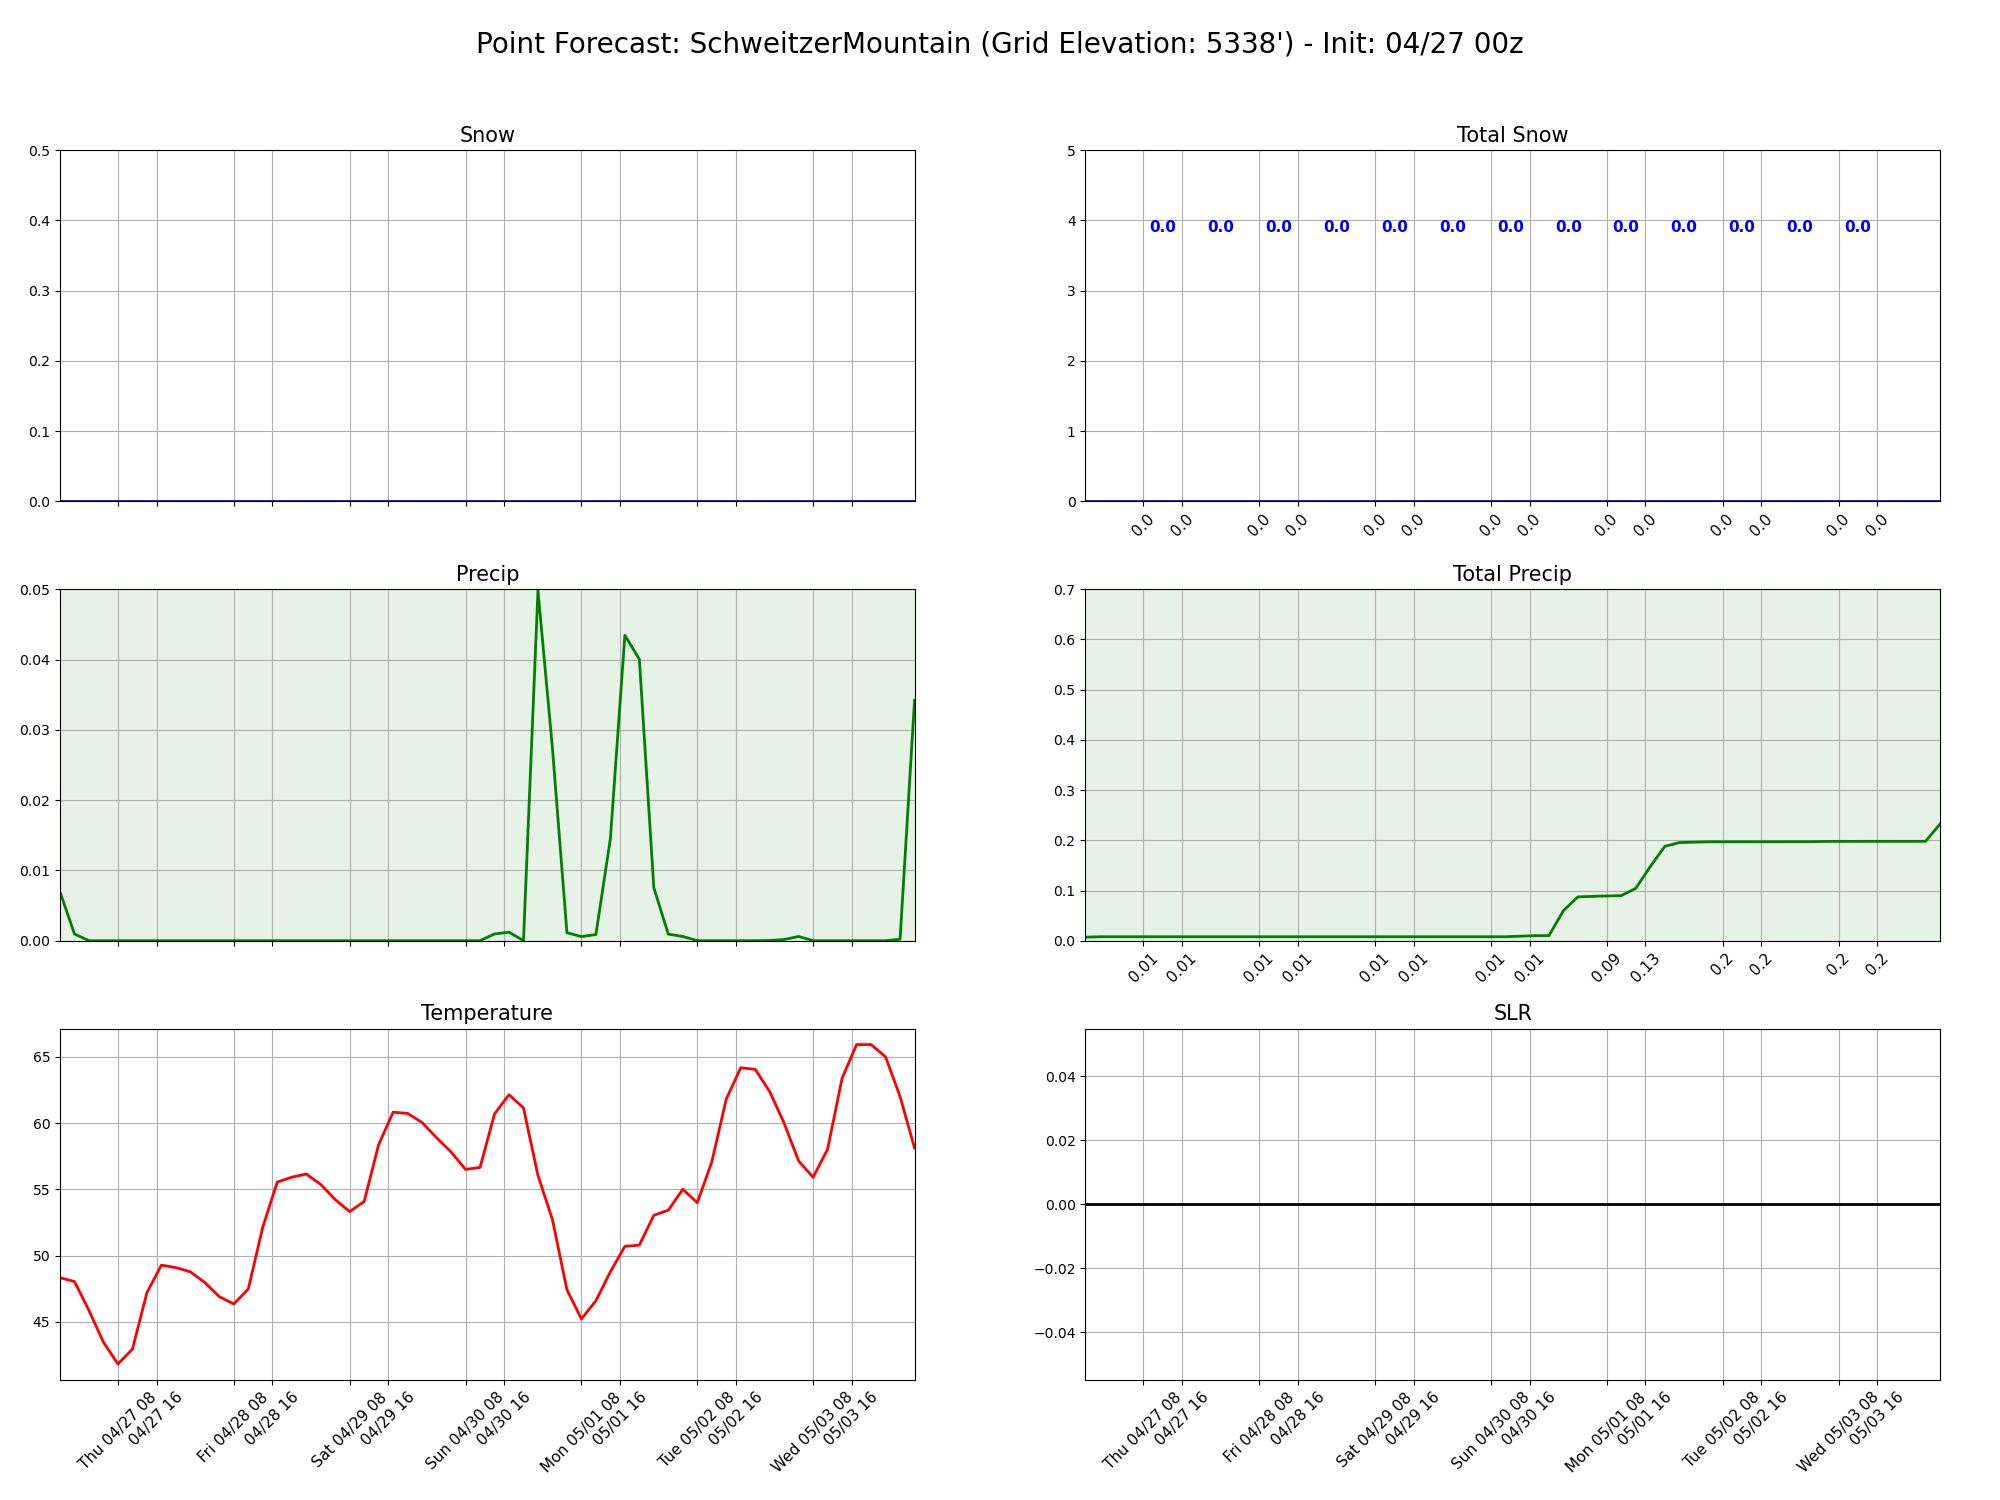 Point Forecast: SchweitzerMountain (Grid Elevation: 5338') - Init: 04/27 00z
Snow
0.5
0.4
0.3
0.2
0.1
0.0
Total Snow
5
4
3
2
1
0
0.0 0.0 0.0 0.0 0.0 0.0 0.0 0.0 0.0 0.0 0.0 0.0 0.0
0.0 0.0 0.0 0.0 0.0 0.0 0.0 0.0 0.0 0.0 0.0 0.0 0.0 0.0
Precip
0.05
0.04
0.03
0.02
0.01
0.00
Total Precip
0.7
0.6
0.5
0.4
0.3
0.2
0.1
0.0
0.01 0.01 0.01 0.01 0.01 0.01 0.01 0.01 0.09 0.13 0.2 0.2 0.2 0.2
Temperature
65
60
55
50
45
Thu 04/27 08
04/27 16
Fri 04/28 08
04/28 16
Sat 04/29 08
04/29 16
Sun 04/30 08
04/30 16
Mon 05/01 08
05/01 16
Tue 05/02 08
05/02 16
Wed 05/03 08
05/03 16
SLR
0.04
0.02
0.00
−0.02
−0.04
Thu 04/27 08
04/27 16
Fri 04/28 08
04/28 16
Sat 04/29 08
04/29 16
Sun 04/30 08
04/30 16
Mon 05/01 08
05/01 16
Tue 05/02 08
05/02 16
Wed 05/03 08
05/03 16